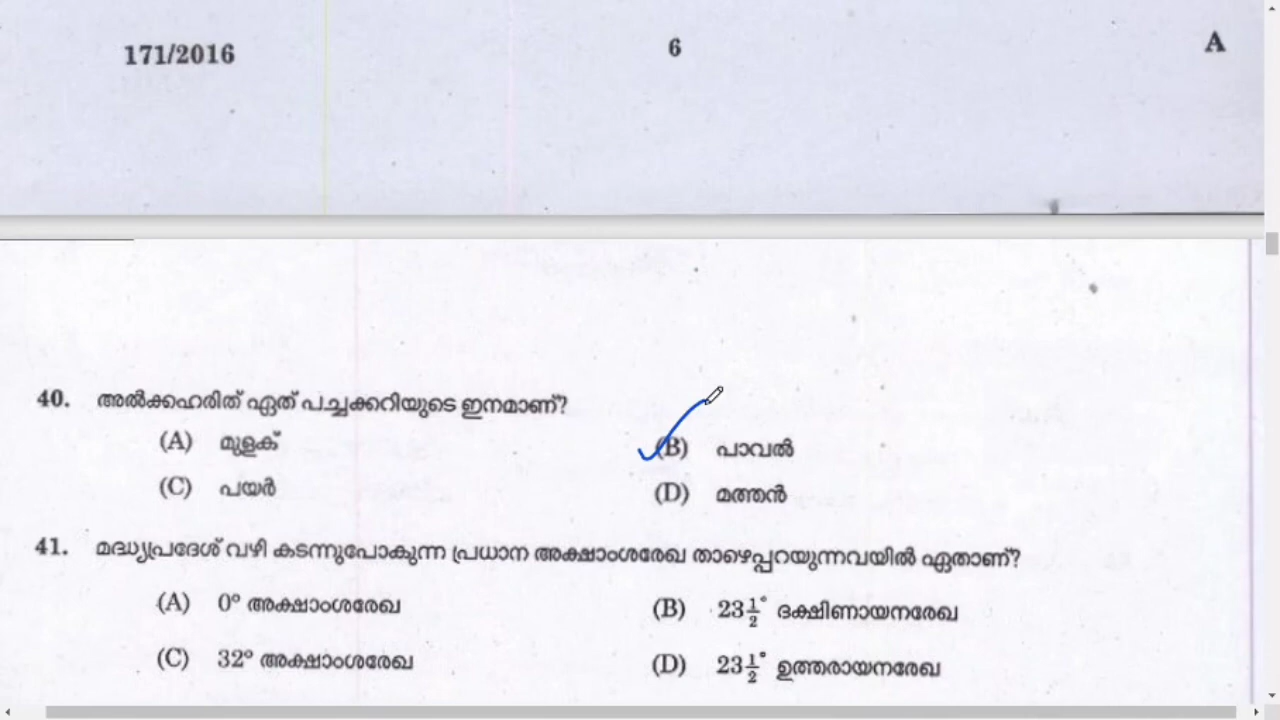 171/2016 6 A
40. അൽക്കഹരിത് ഏത് പച്ചക്കറിയുടെ ഇനമാണ്?
(A) മുളക് (B) പാവൽ
(C) പയർ (D) മത്തൻ
41. മദ്ധ്യപ്രദേശ് വഴി കടന്നുപോകുന്ന പ്രധാന അക്ഷാംശരേഖ താഴെപ്പറയുന്നവയിൽ ഏതാണ്?
(A) 0° അക്ഷാംശരേഖ (B) 23½° ദക്ഷിണായനരേഖ
(C) 32° അക്ഷാംശരേഖ (D) 23½° ഉത്തരായനരേഖ